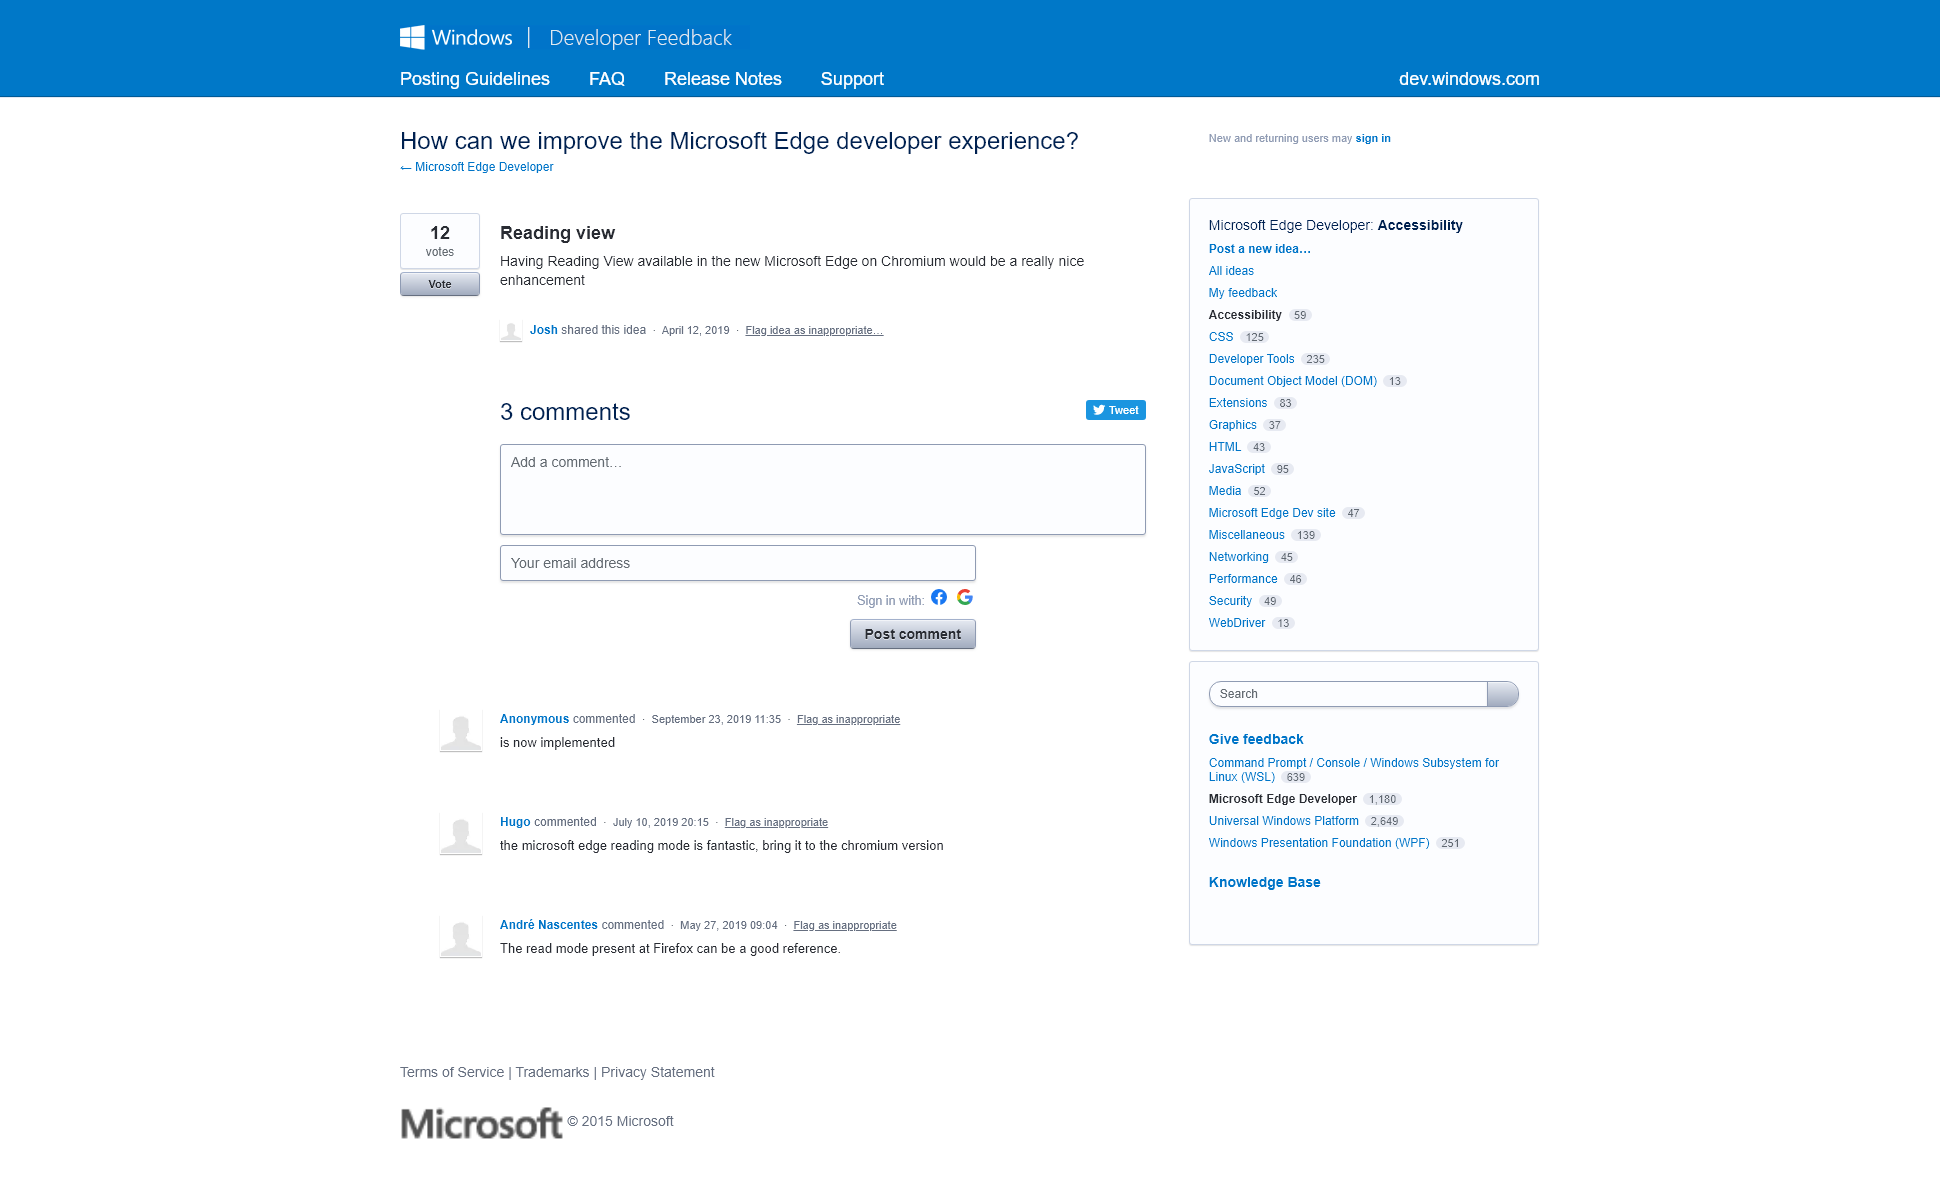 Windows | Developer Feedback
Posting Guidelines FAQ Release Notes Support dev.windows.com
How can we improve the Microsoft Edge developer experience?
← Microsoft Edge Developer
New and returning users may sign in
12
votes
Vote
Reading view
Having Reading View available in the new Microsoft Edge on Chromium would be a really nice
enhancement
Josh shared this idea · April 12, 2019 · Flag idea as inappropriate…
3 comments
Tweet
Add a comment…
Your email address
Sign in with:
Post comment
Anonymous commented · September 23, 2019 11:35 · Flag as inappropriate
is now implemented
Hugo commented · July 10, 2019 20:15 · Flag as inappropriate
the microsoft edge reading mode is fantastic, bring it to the chromium version
André Nascentes commented · May 27, 2019 09:04 · Flag as inappropriate
The read mode present at Firefox can be a good reference.
Microsoft Edge Developer: Accessibility
Post a new idea…
All ideas
My feedback
Accessibility 59
CSS 125
Developer Tools 235
Document Object Model (DOM) 13
Extensions 83
Graphics 37
HTML 43
JavaScript 95
Media 52
Microsoft Edge Dev site 47
Miscellaneous 139
Networking 45
Performance 46
Security 49
WebDriver 13
Search
Give feedback
Command Prompt / Console / Windows Subsystem for
Linux (WSL) 639
Microsoft Edge Developer 1,180
Universal Windows Platform 2,649
Windows Presentation Foundation (WPF) 251
Knowledge Base
Terms of Service | Trademarks | Privacy Statement
Microsoft © 2015 Microsoft